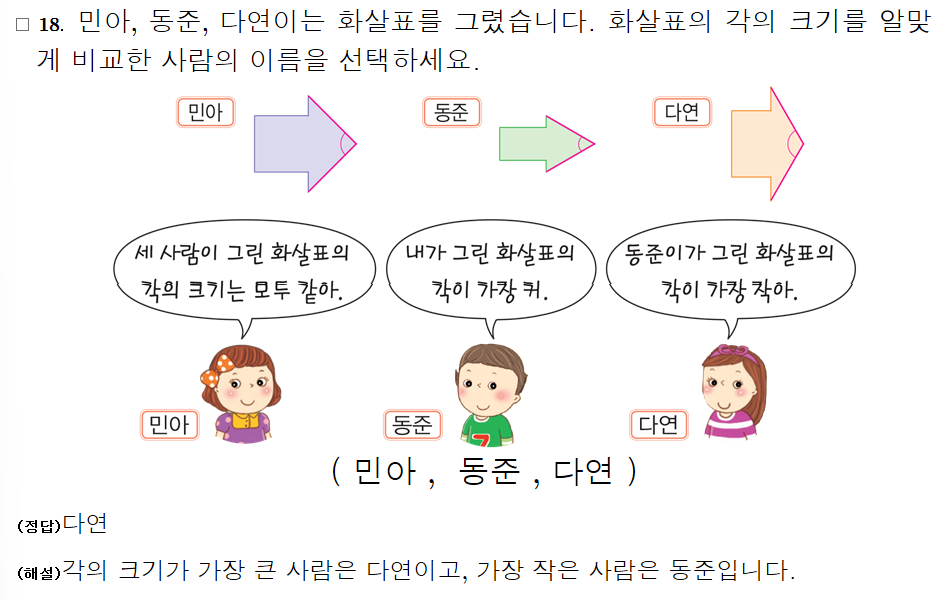 □ 18. 민아, 동준, 다연이는 화살표를 그렸습니다. 화살표의 각의 크기를 알맞
게 비교한 사람의 이름을 선택하세요.
민아 동준 다연
세 사람이 그린 화살표의
각의 크기는 모두 같아.
내가 그린 화살표의
각이 가장 커.
동준이가 그린 화살표의
각이 가장 작아.
민아 동준 다연
7
( 민아 , 동준 , 다연 )
(정답)다연
(해설)각의 크기가 가장 큰 사람은 다연이고, 가장 작은 사람은 동준입니다.